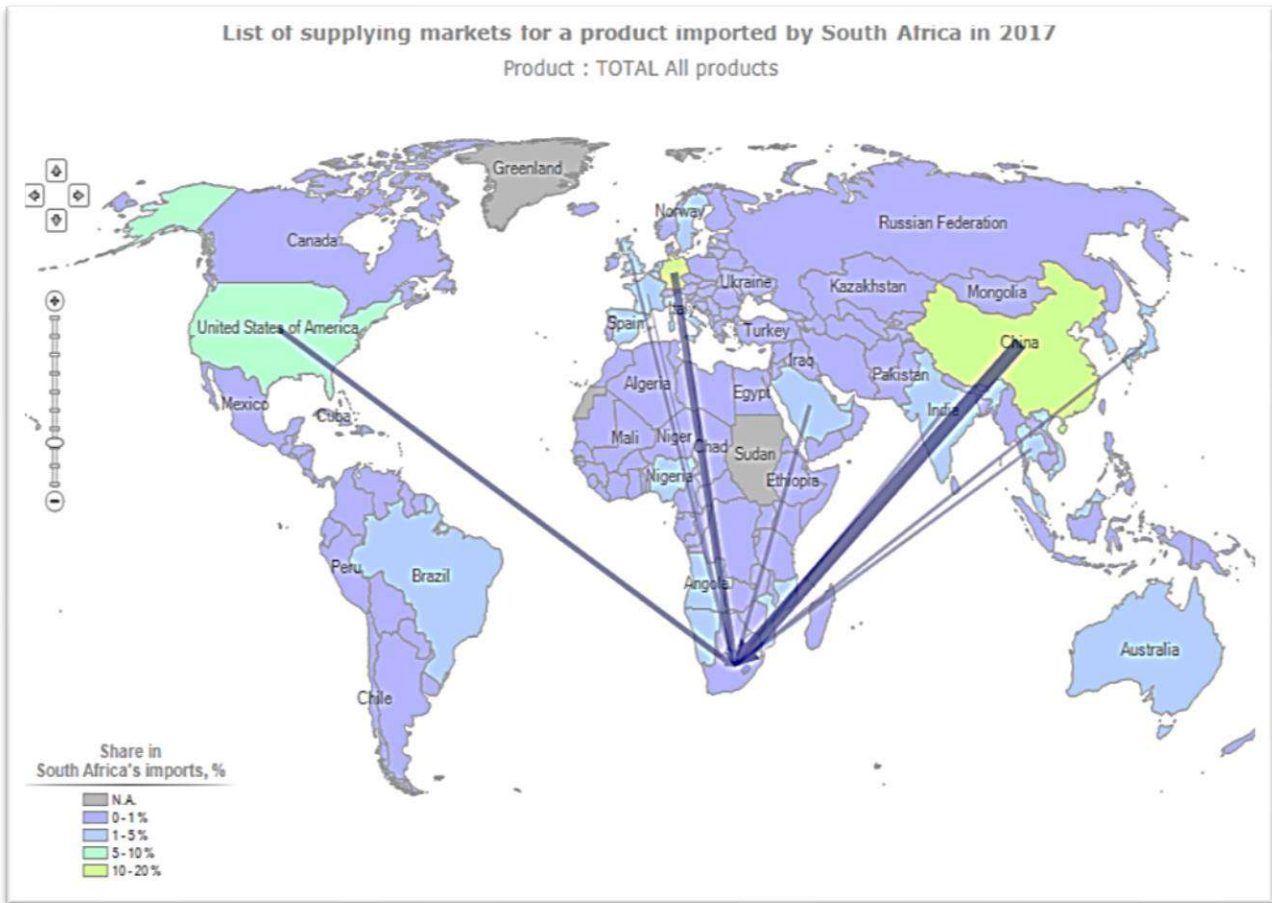 List of supplying markets for a product imported by South Africa in 2017
Product : TOTAL All products
Greenland
Norway
Russian Federation
Canada
Ukraine
Kazakhstan
Mongolia
Italy
United States of America
Spain
Turkey
China
Iraq
Pakistan
Algeria
Egypt
Mexico
Cuba
India
Mali
Niger
Chad
Sudan
Nigeria
Ethiopia
Peru
Brazil
Angola
Australia
Chile
Share in
South Africa's imports, %
N.A.
0-1%
1-5%
5-10%
10-20%